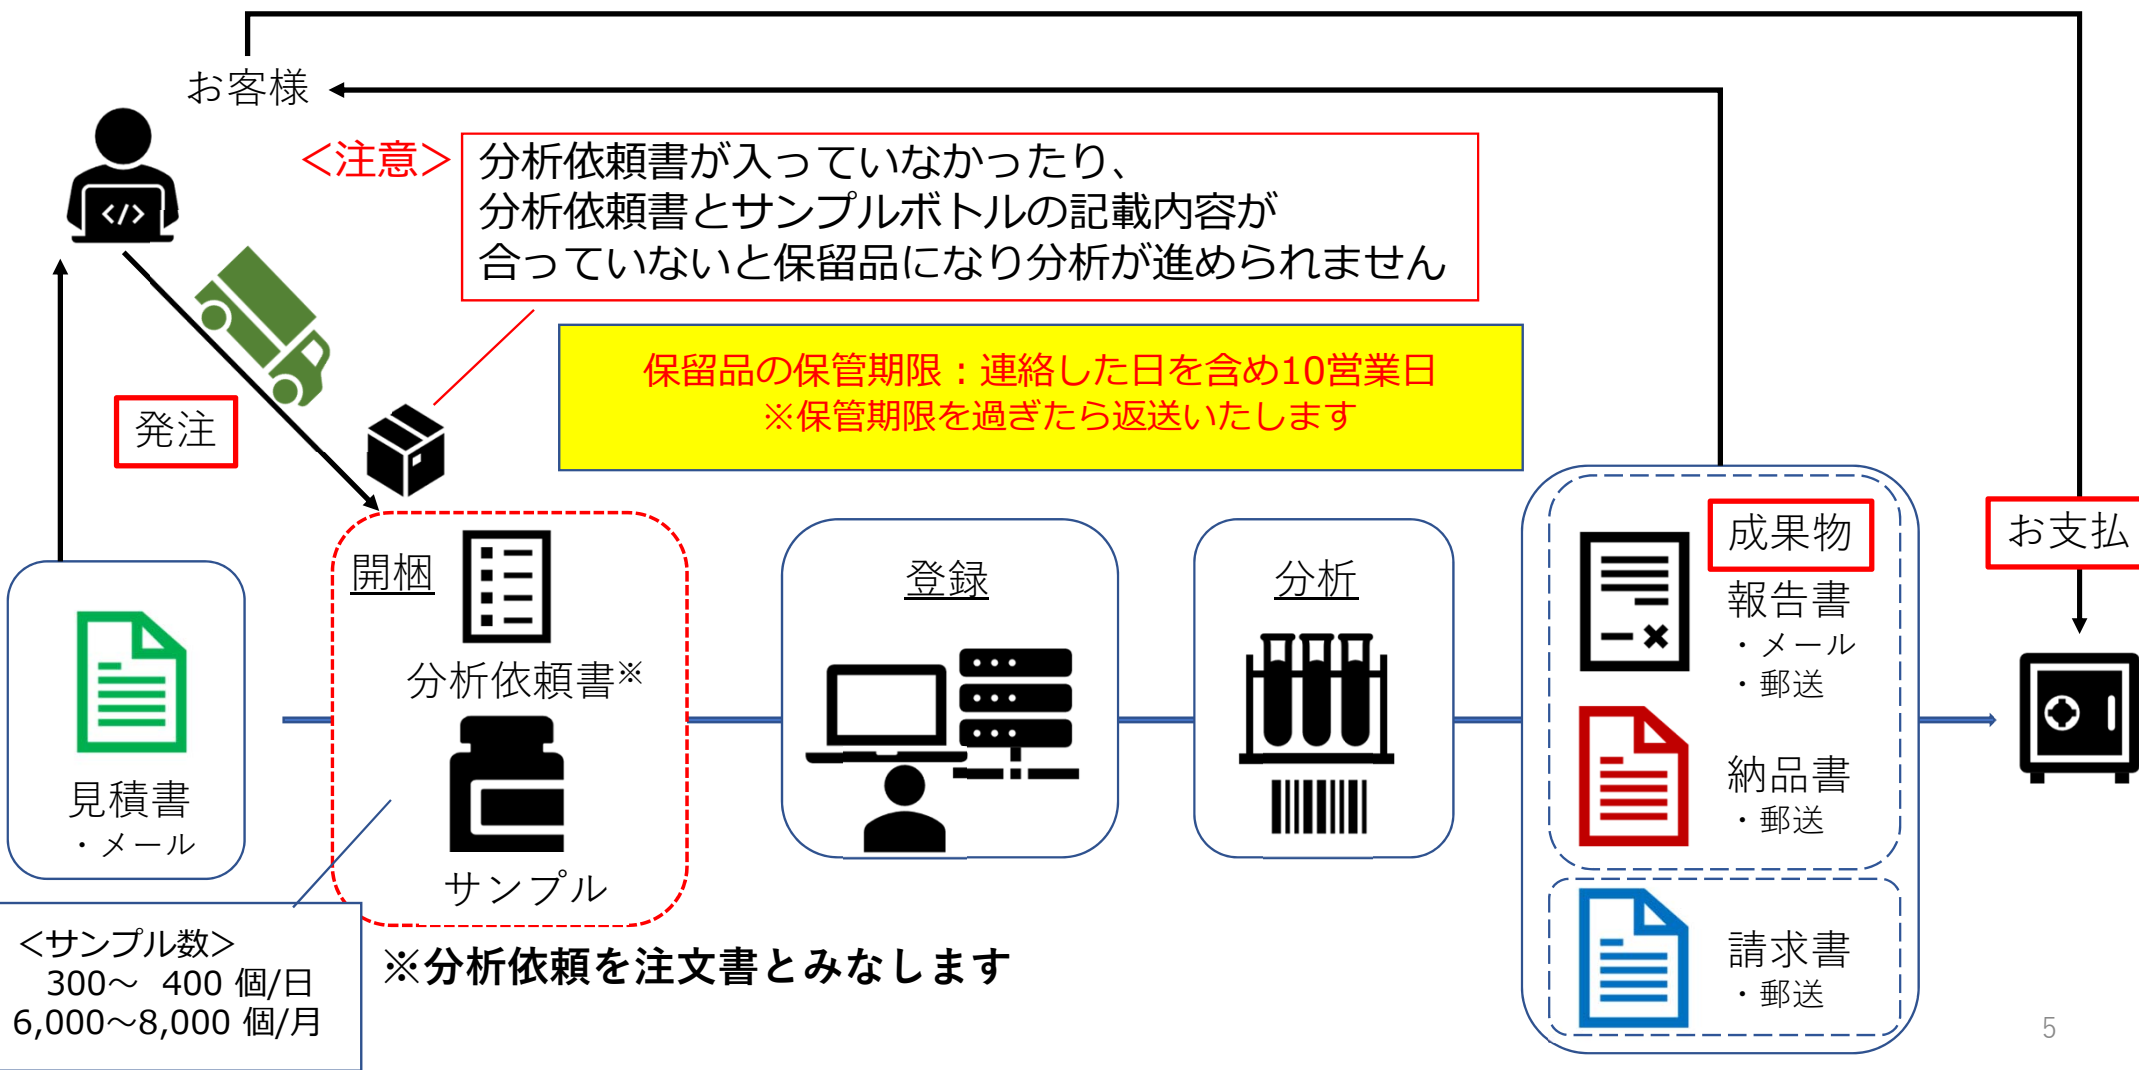 お客様
<注意>
分析依頼書が入っていなかったり、
分析依頼書とサンプルボトルの記載内容が
合っていないと保留品になり分析が進められません
保留品の保管期限：連絡した日を含め10営業日
※保管期限を過ぎたら返送いたします
発注
見積書
・メール
開梱
分析依頼書※
サンプル
<サンプル数>
300～ 400 個/日
6,000～8,000 個/月
※分析依頼を注文書とみなします
登録
分析
成果物
報告書
・メール
・郵送
納品書
・郵送
請求書
・郵送
お支払
5